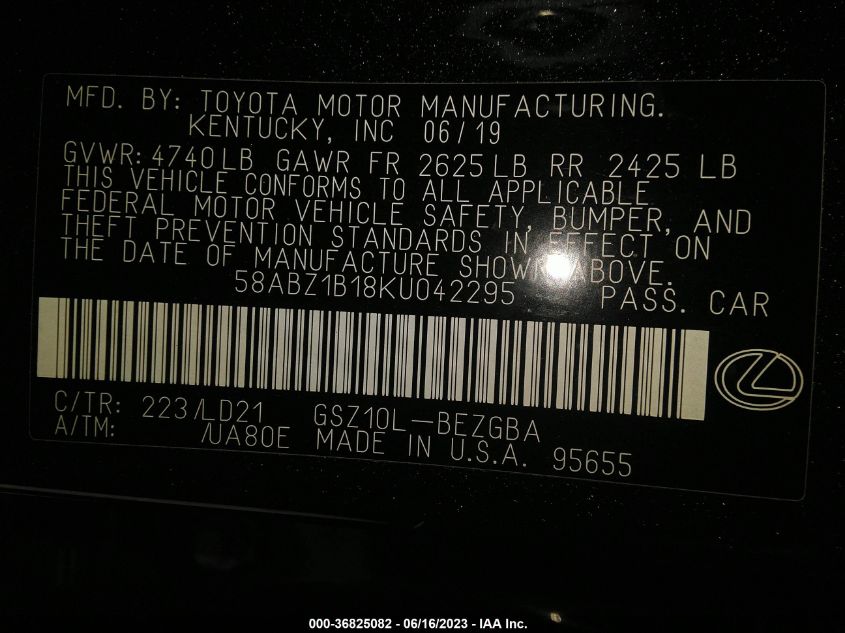 MFD. BY: TOYOTA MOTOR MANUFACTURING.
KENTUCKY, INC 06/19
GVWR: 4740LB GAWR FR 2625LB RR 2425 LB
THIS VEHICLE CONFORMS TO ALL APPLICABLE
FEDERAL MOTOR VEHICLE SAFETY, BUMPER, AND
THEFT PREVENTION STANDARDS IN EFFECT ON
THE DATE OF MANUFACTURE SHOWN ABOVE.
58ABZ1B18KU042295 PASS. CAR
C/TR: 223/LD21 GSZ10L-BEZGBA
A/TM: /UA80E MADE IN U.S.A. 95655
000-36825082 - 06/16/2023 - IAA Inc.